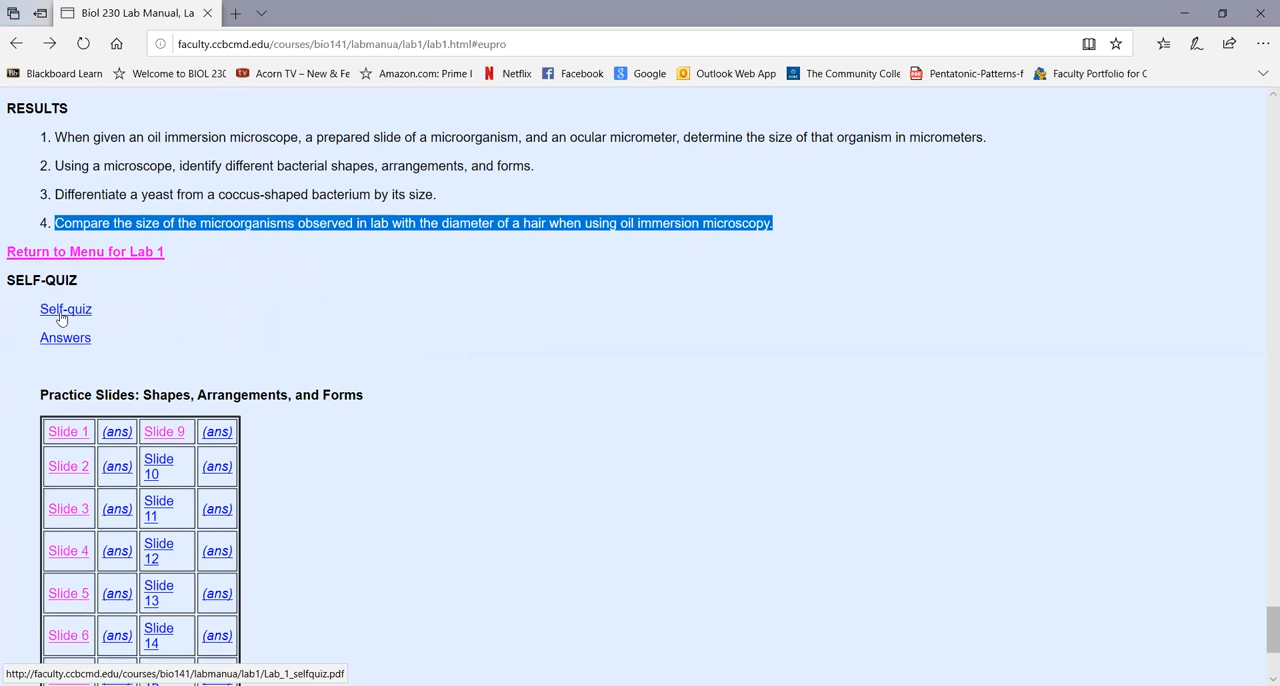 Biol 230 Lab Manual, La
faculty.ccbcmd.edu/courses/bio141/labmanua/lab1/lab1.html#eupro
Blackboard Learn Welcome to BIOL 230 Acorn TV – New & Fe Amazon.com: Prime I Netflix Facebook Google Outlook Web App The Community Colle Pentatonic-Patterns-f Faculty Portfolio for C
RESULTS
1. When given an oil immersion microscope, a prepared slide of a microorganism, and an ocular micrometer, determine the size of that organism in micrometers.
2. Using a microscope, identify different bacterial shapes, arrangements, and forms.
3. Differentiate a yeast from a coccus-shaped bacterium by its size.
4. Compare the size of the microorganisms observed in lab with the diameter of a hair when using oil immersion microscopy.
Return to Menu for Lab 1
SELF-QUIZ
Self-quiz
Answers
Practice Slides: Shapes, Arrangements, and Forms
Slide 1 (ans) Slide 9 (ans)
Slide 2 (ans) Slide 10 (ans)
Slide 3 (ans) Slide 11 (ans)
Slide 4 (ans) Slide 12 (ans)
Slide 5 (ans) Slide 13 (ans)
Slide 6 (ans) Slide 14 (ans)
http://faculty.ccbcmd.edu/courses/bio141/labmanua/lab1/Lab_1_selfquiz.pdf